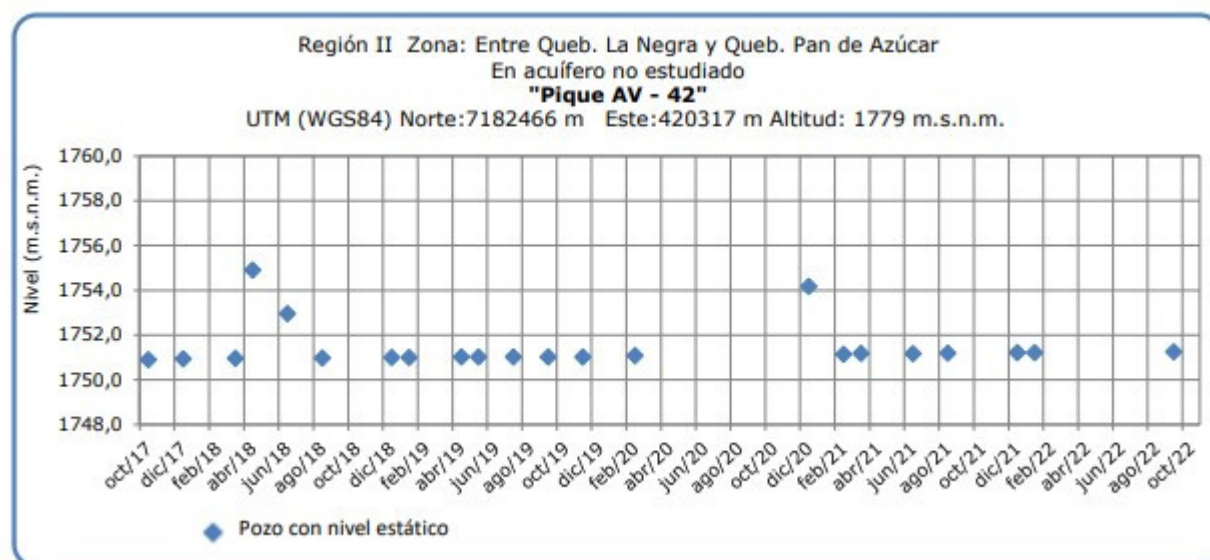 Región II Zona: Entre Queb. La Negra y Queb. Pan de Azúcar
En acuífero no estudiado
"Pique AV - 42"
UTM (WGS84) Norte:7182466 m Este:420317 m Altitud: 1779 m.s.n.m.
Nivel (m.s.n.m.)
1760,0
1758,0
1756,0
1754,0
1752,0
1750,0
1748,0
oct/17 dic/17 feb/18 abr/18 jun/18 ago/18 oct/18 dic/18 feb/19 abr/19 jun/19 ago/19 oct/19 dic/19 feb/20 abr/20 jun/20 ago/20 oct/20 dic/20 feb/21 abr/21 jun/21 ago/21 oct/21 dic/21 feb/22 abr/22 jun/22 ago/22 oct/22
Pozo con nivel estático